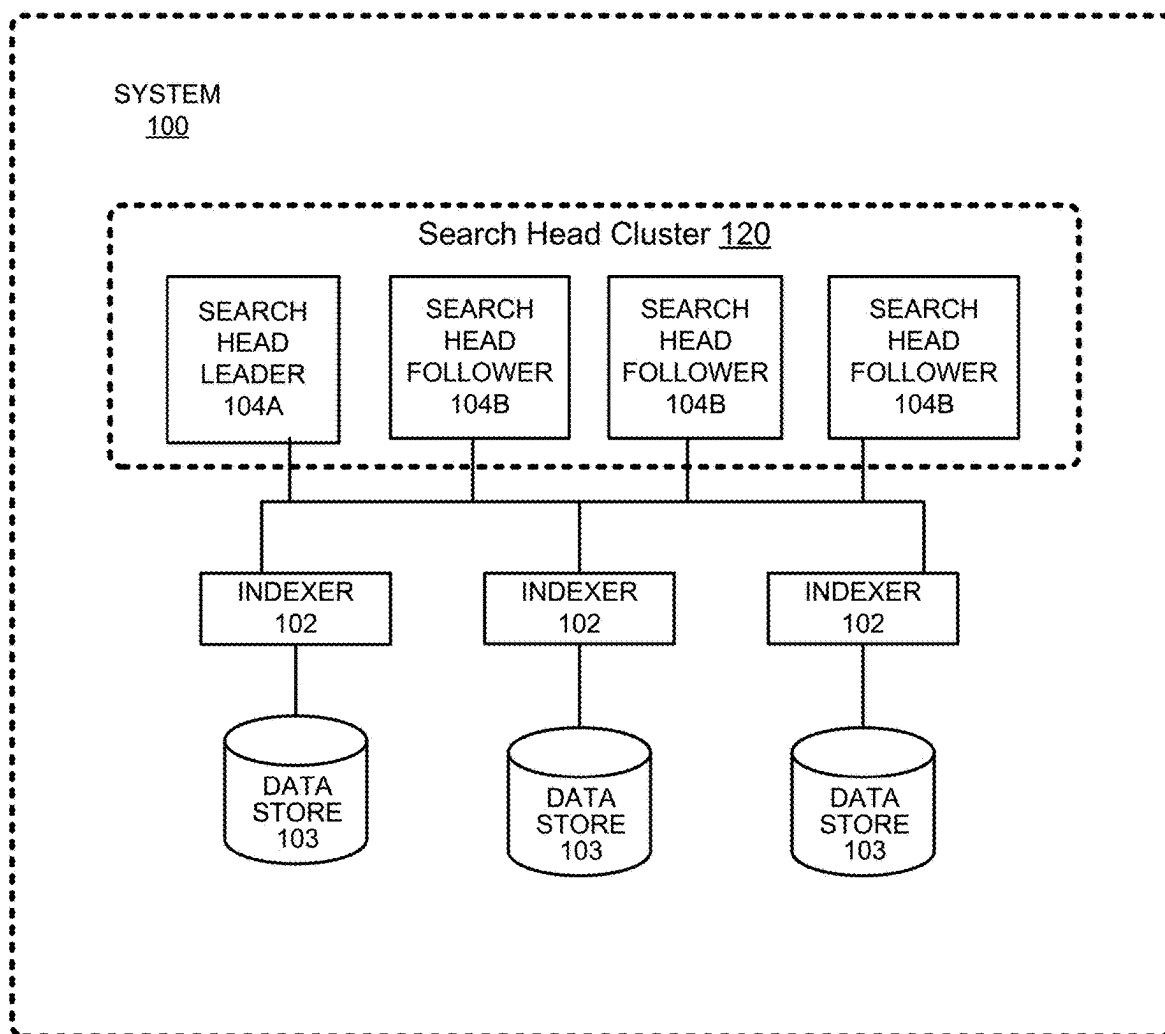 SYSTEM
100
Search Head Cluster 120
SEARCH
HEAD
LEADER
104A
SEARCH
HEAD
FOLLOWER
104B
SEARCH
HEAD
FOLLOWER
104B
SEARCH
HEAD
FOLLOWER
104B
INDEXER
102
INDEXER
102
INDEXER
102
DATA
STORE
103
DATA
STORE
103
DATA
STORE
103